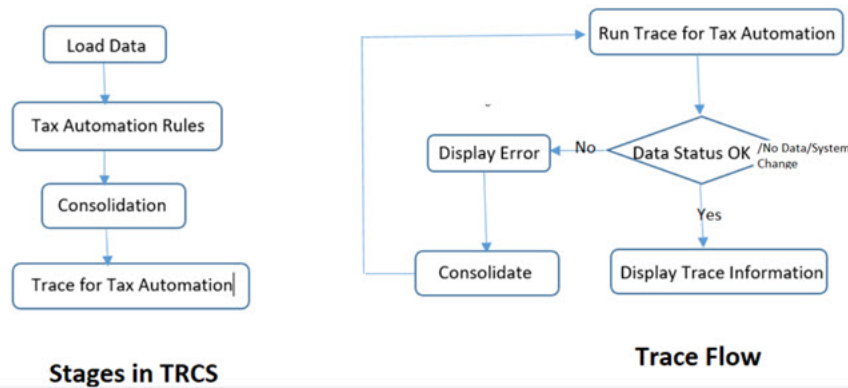 Load Data
Tax Automation Rules
Consolidation
Trace for Tax Automation
Stages in TRCS
Run Trace for Tax Automation
Data Status OK /No Data/System
Change
No
Display Error
Yes
Consolidate
Display Trace Information
Trace Flow